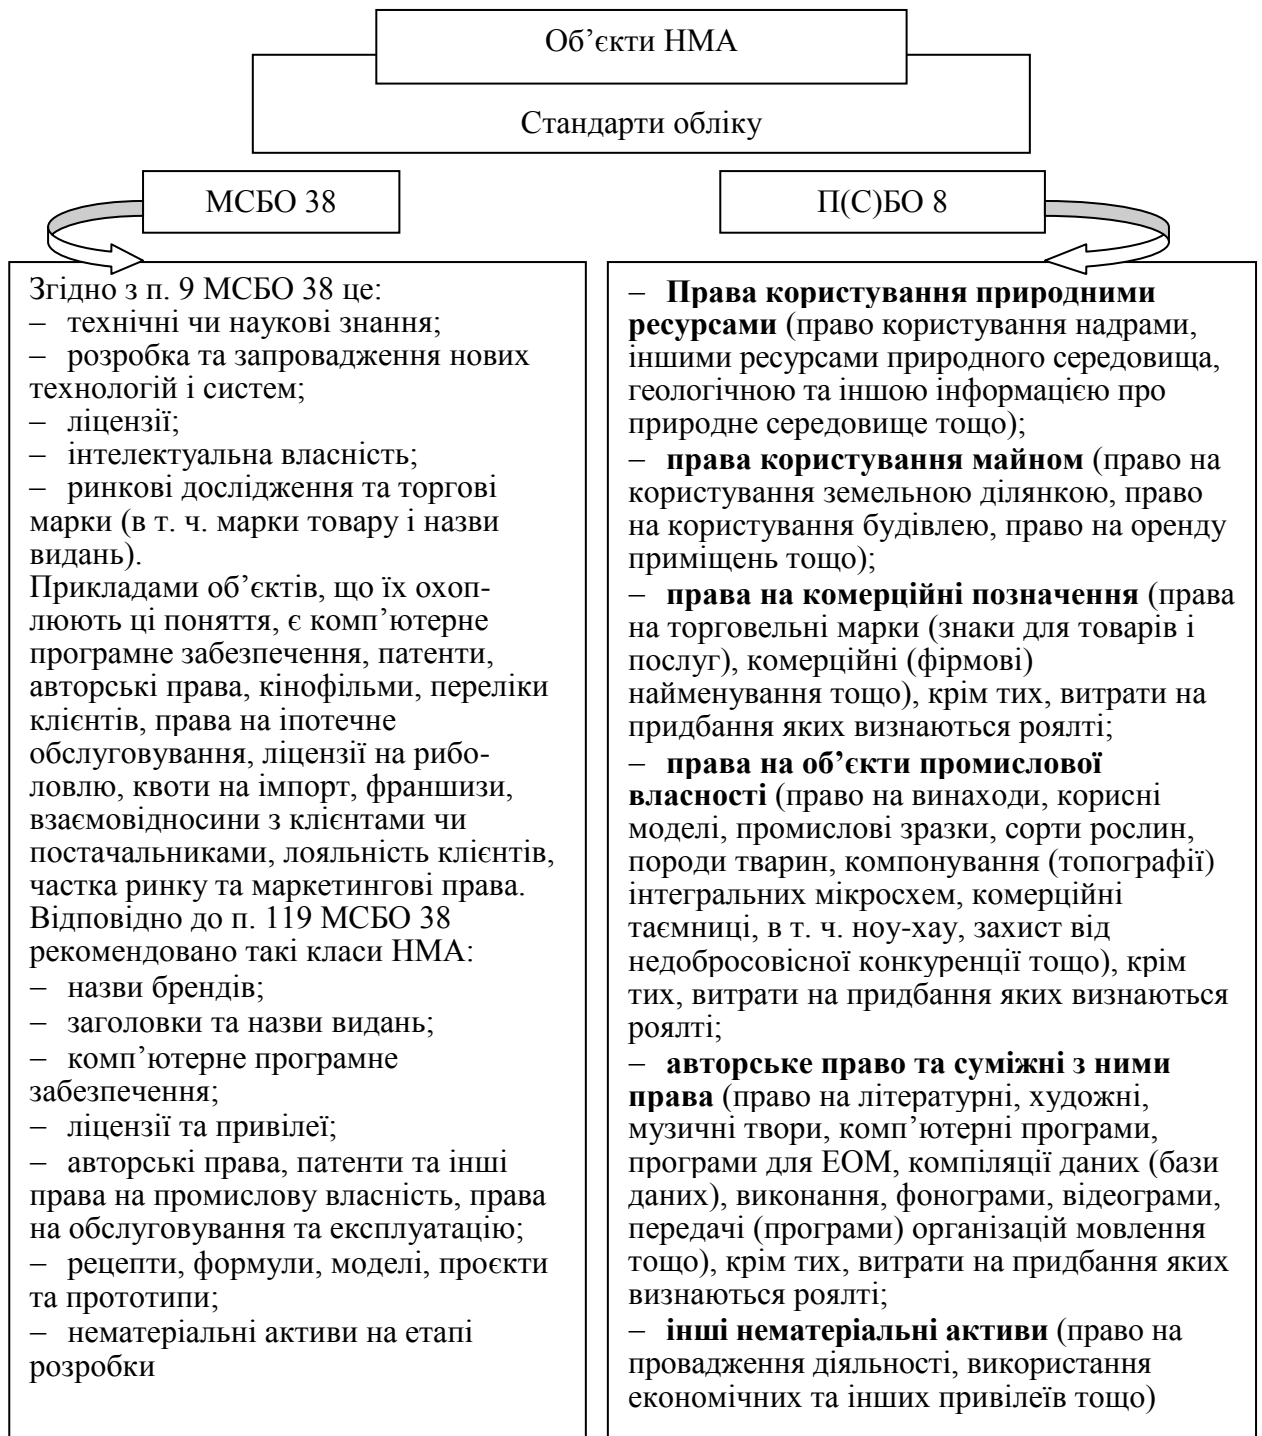 Об’єкти НМА
Стандарти обліку
МСБО 38
П(С)БО 8
Згідно з п. 9 МСБО 38 це:
– технічні чи наукові знання;
– розробка та запровадження нових
технологій і систем;
– ліцензії;
– інтелектуальна власність;
– ринкові дослідження та торгові
марки (в т. ч. марки товару і назви
видань).
Прикладами об’єктів, що їх охоп-
люють ці поняття, є комп’ютерне
програмне забезпечення, патенти,
авторські права, кінофільми, переліки
клієнтів, права на іпотечне
обслуговування, ліцензії на рибо-
ловлю, квоти на імпорт, франшизи,
взаємовідносини з клієнтами чи
постачальниками, лояльність клієнтів,
частка ринку та маркетингові права.
Відповідно до п. 119 МСБО 38
рекомендовано такі класи НМА:
– назви брендів;
– заголовки та назви видань;
– комп’ютерне програмне
забезпечення;
– ліцензії та привілеї;
– авторські права, патенти та інші
права на промислову власність, права
на обслуговування та експлуатацію;
– рецепти, формули, моделі, проєкти
та прототипи;
– нематеріальні активи на етапі
розробки
– Права користування природними
ресурсами (право користування надрами,
іншими ресурсами природного середовища,
геологічною та іншою інформацією про
природне середовище тощо);
– права користування майном (право на
користування земельною ділянкою, право
на користування будівлею, право на оренду
приміщень тощо);
– права на комерційні позначення (права
на торговельні марки (знаки для товарів і
послуг), комерційні (фірмові)
найменування тощо), крім тих, витрати на
придбання яких визнаються роялті;
– права на об’єкти промислової
власності (право на винаходи, корисні
моделі, промислові зразки, сорти рослин,
породи тварин, компонування (топографії)
інтегральних мікросхем, комерційні
таємниці, в т. ч. ноу-хау, захист від
недобросовісної конкуренції тощо), крім
тих, витрати на придбання яких визнаються
роялті;
– авторське право та суміжні з ними
права (право на літературні, художні,
музичні твори, комп’ютерні програми,
програми для ЕОМ, компіляції даних (бази
даних), виконання, фонограми, відеограми,
передачі (програми) організацій мовлення
тощо), крім тих, витрати на придбання яких
визнаються роялті;
– інші нематеріальні активи (право на
провадження діяльності, використання
економічних та інших привілеїв тощо)